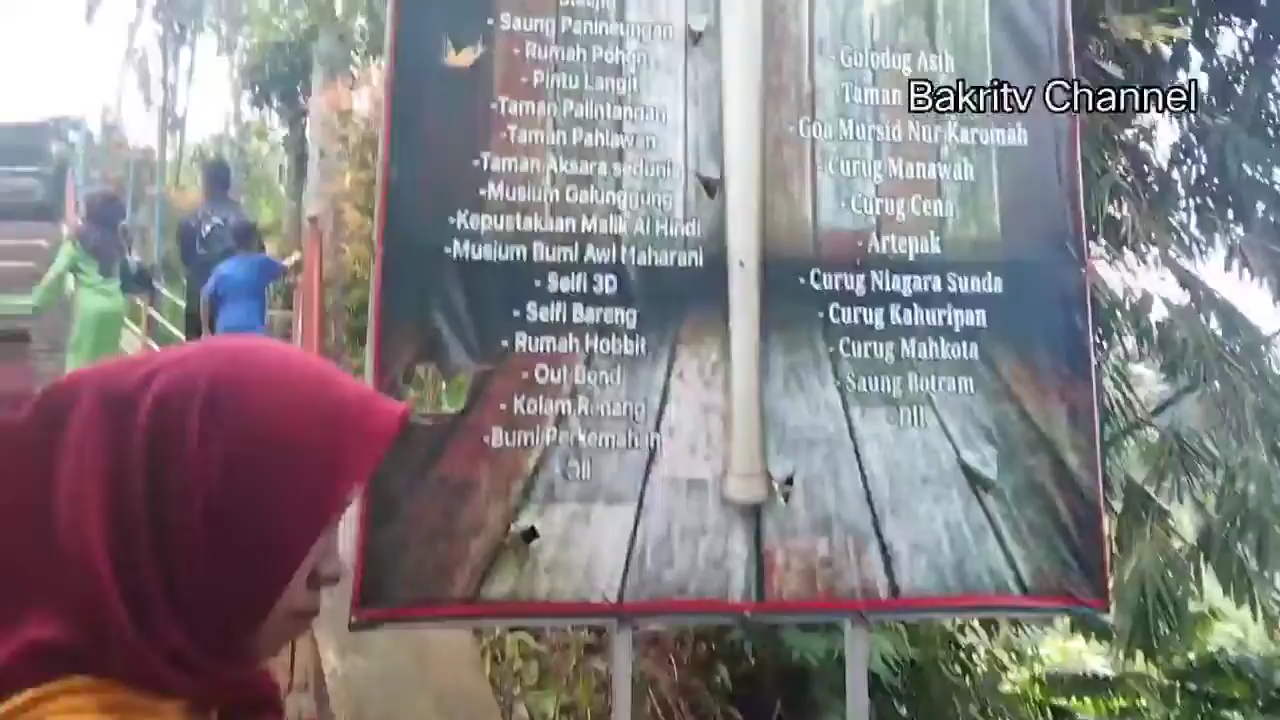 - Saung Panineungan
- Rumah Pohon
- Pintu Langit
-Taman Palintangan
-Taman Pahlawan
-Taman Aksara sedunia
-Musium Galunggung
-Kepustakaan Malik Al Hindi
-Musium Bumi Awi Maharani
- Selfi 3D
- Selfi Bareng
- Rumah Hobbit
- Out Bond
- Kolam Renang
-Bumi Perkemahan
- Dll
- Golodog Asih
Taman
- Goa Mursid Nur Karomah
- Curug Manawah
- Curug Cena
- Artepak
- Curug Niagara Sunda
- Curug Kahuripan
- Curug Mahkota
- Saung Botram
- Dll
Bakritv Channel